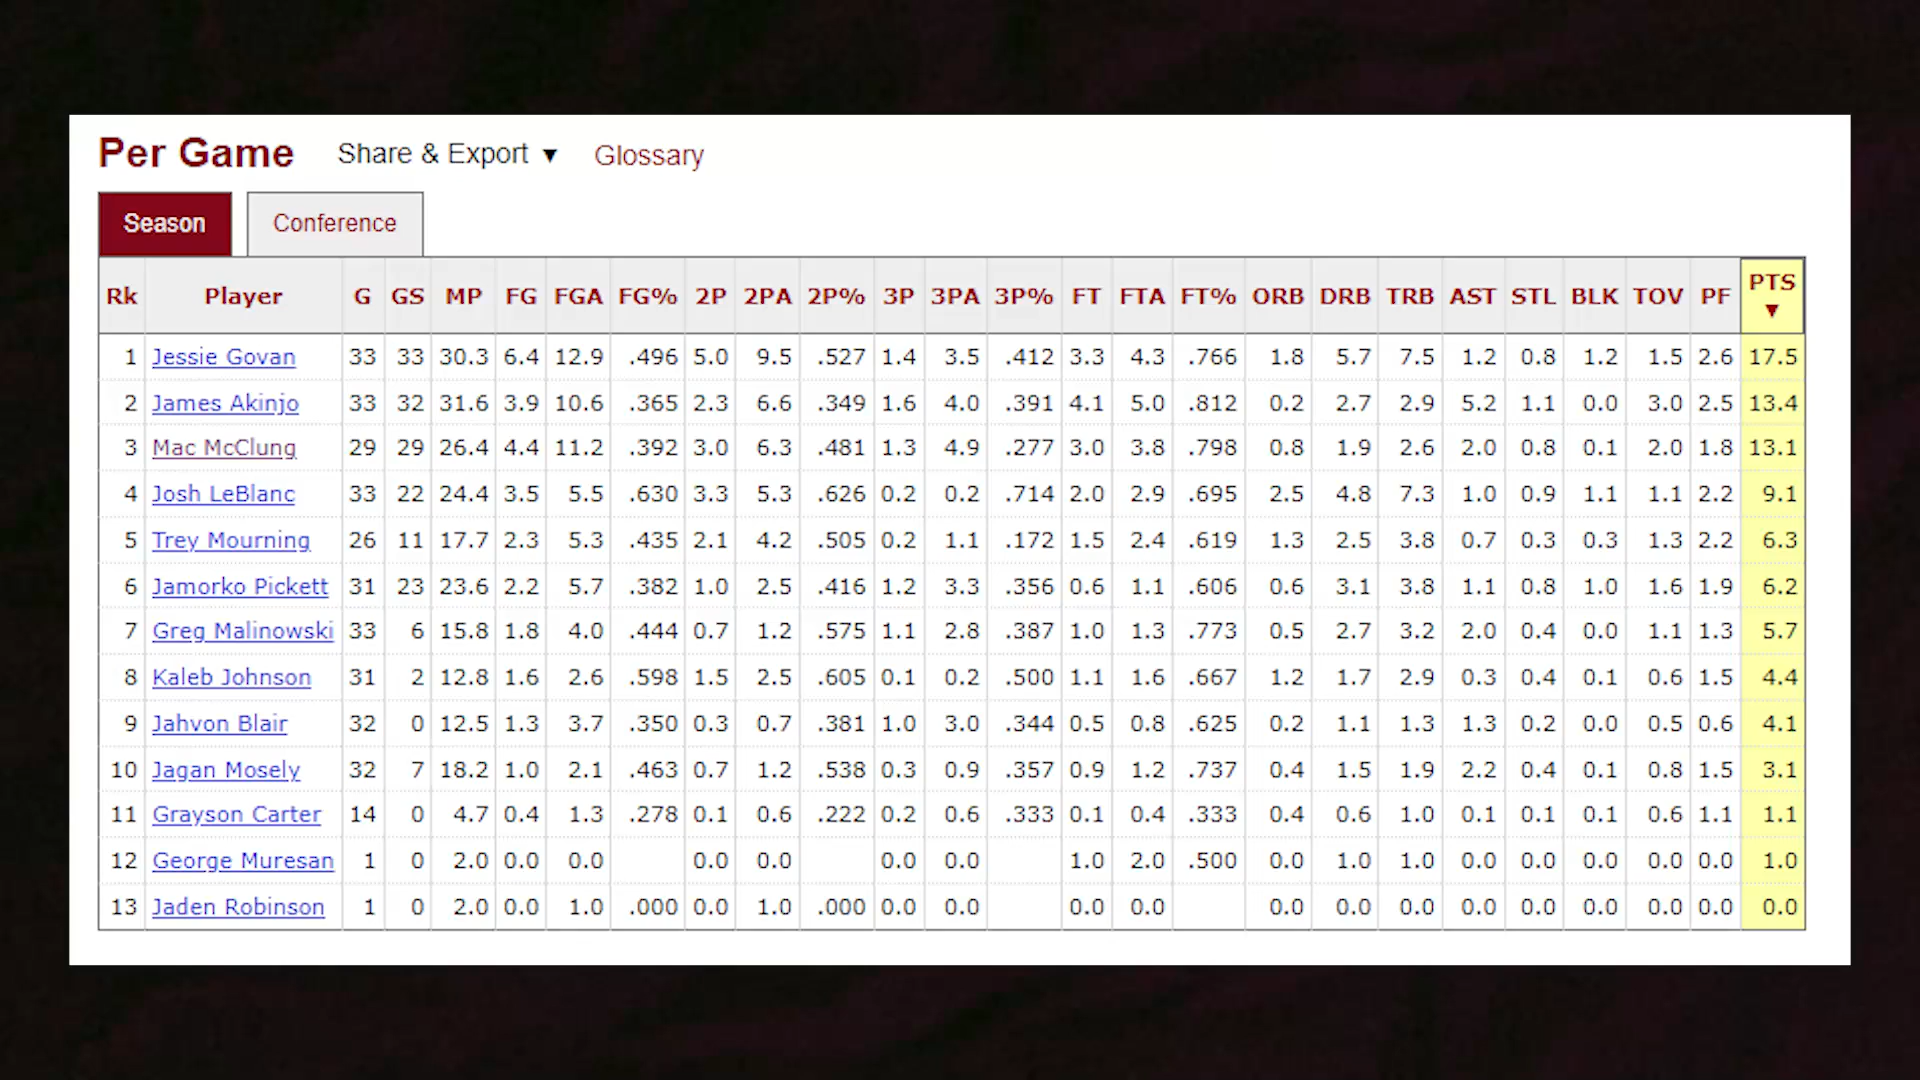 Per Game Share & Export ▼ Glossary
Season Conference
Rk Player G GS MP FG FGA FG% 2P 2PA 2P% 3P 3PA 3P% FT FTA FT% ORB DRB TRB AST STL BLK TOV PF PTS ▼
1 Jessie Govan 33 33 30.3 6.4 12.9 .496 5.0 9.5 .527 1.4 3.5 .412 3.3 4.3 .766 1.8 5.7 7.5 1.2 0.8 1.2 1.5 2.6 17.5
2 James Akinjo 33 32 31.6 3.9 10.6 .365 2.3 6.6 .349 1.6 4.0 .391 4.1 5.0 .812 0.2 2.7 2.9 5.2 1.1 0.0 3.0 2.5 13.4
3 Mac McClung 29 29 26.4 4.4 11.2 .392 3.0 6.3 .481 1.3 4.9 .277 3.0 3.8 .798 0.8 1.9 2.6 2.0 0.8 0.1 2.0 1.8 13.1
4 Josh LeBlanc 33 22 24.4 3.5 5.5 .630 3.3 5.3 .626 0.2 0.2 .714 2.0 2.9 .695 2.5 4.8 7.3 1.0 0.9 1.1 1.1 2.2 9.1
5 Trey Mourning 26 11 17.7 2.3 5.3 .435 2.1 4.2 .505 0.2 1.1 .172 1.5 2.4 .619 1.3 2.5 3.8 0.7 0.3 0.3 1.3 2.2 6.3
6 Jamorko Pickett 31 23 23.6 2.2 5.7 .382 1.0 2.5 .416 1.2 3.3 .356 0.6 1.1 .606 0.6 3.1 3.8 1.1 0.8 1.0 1.6 1.9 6.2
7 Greg Malinowski 33 6 15.8 1.8 4.0 .444 0.7 1.2 .575 1.1 2.8 .387 1.0 1.3 .773 0.5 2.7 3.2 2.0 0.4 0.0 1.1 1.3 5.7
8 Kaleb Johnson 31 2 12.8 1.6 2.6 .598 1.5 2.5 .605 0.1 0.2 .500 1.1 1.6 .667 1.2 1.7 2.9 0.3 0.4 0.1 0.6 1.5 4.4
9 Jahvon Blair 32 0 12.5 1.3 3.7 .350 0.3 0.7 .381 1.0 3.0 .344 0.5 0.8 .625 0.2 1.1 1.3 1.3 0.2 0.0 0.5 0.6 4.1
10 Jagan Mosely 32 7 18.2 1.0 2.1 .463 0.7 1.2 .538 0.3 0.9 .357 0.9 1.2 .737 0.4 1.5 1.9 2.2 0.4 0.1 0.8 1.5 3.1
11 Grayson Carter 14 0 4.7 0.4 1.3 .278 0.1 0.6 .222 0.2 0.6 .333 0.1 0.4 .333 0.4 0.6 1.0 0.1 0.1 0.1 0.6 1.1 1.1
12 George Muresan 1 0 2.0 0.0 0.0 0.0 0.0 0.0 0.0 1.0 2.0 .500 0.0 1.0 1.0 0.0 0.0 0.0 0.0 0.0 1.0
13 Jaden Robinson 1 0 2.0 0.0 1.0 .000 0.0 1.0 .000 0.0 0.0 0.0 0.0 0.0 0.0 0.0 0.0 0.0 0.0 0.0 0.0 0.0